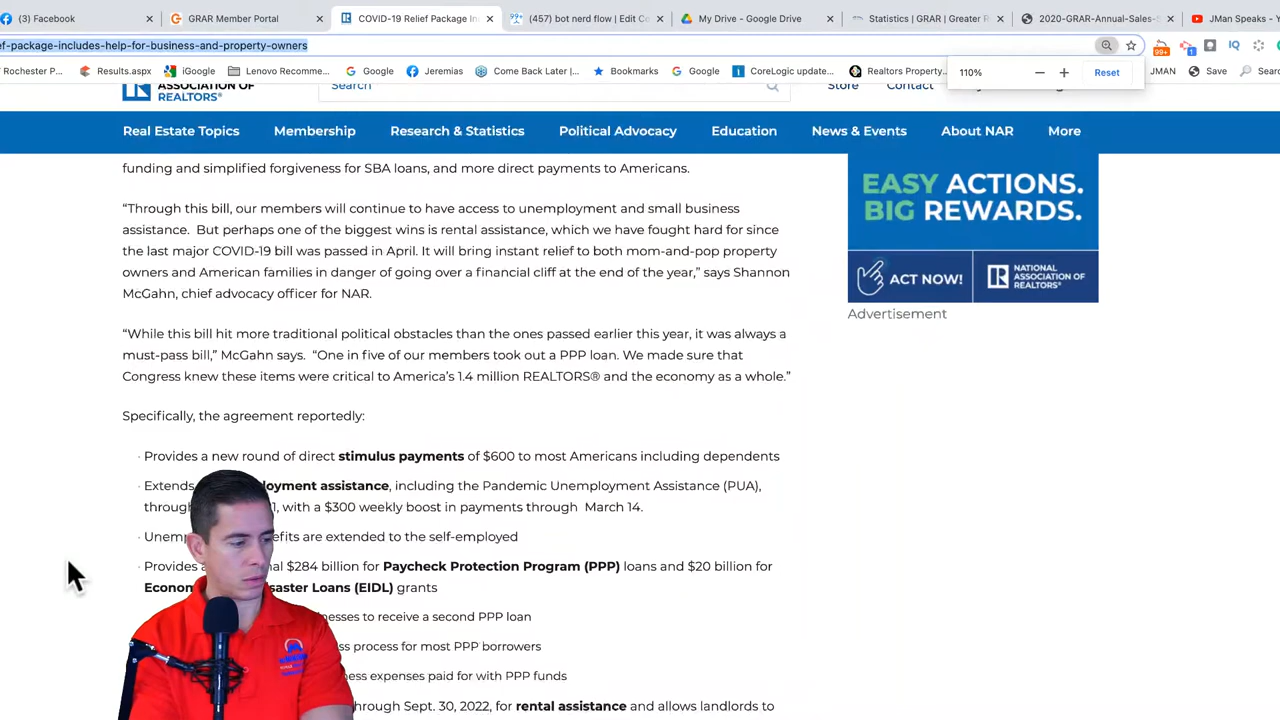 (3) Facebook
GRAR Member Portal
COVID-19 Relief Package In
(457) bot nerd flow | Edit Co
My Drive - Google Drive
Statistics | GRAR | Greater R
2020-GRAR-Annual-Sales-S
JMan Speaks - Y
ef-package-includes-help-for-business-and-property-owners
99+
1
IQ
Rochester P...
Results.aspx
iGoogle
Lenovo Recomme...
Google
Jeremias
Come Back Later |...
Bookmarks
Google
CoreLogic update...
Realtors Property...
JMAN
Save
Searc
110%
Reset
ASSOCIATION OF
REALTORS®
Search
Store
Contact
Real Estate Topics
Membership
Research & Statistics
Political Advocacy
Education
News & Events
About NAR
More
funding and simplified forgiveness for SBA loans, and more direct payments to Americans.
“Through this bill, our members will continue to have access to unemployment and small business
assistance.  But perhaps one of the biggest wins is rental assistance, which we have fought hard for since
the last major COVID-19 bill was passed in April. It will bring instant relief to both mom-and-pop property
owners and American families in danger of going over a financial cliff at the end of the year,” says Shannon
McGahn, chief advocacy officer for NAR.
“While this bill hit more traditional political obstacles than the ones passed earlier this year, it was always a
must-pass bill,” McGahn says.  “One in five of our members took out a PPP loan. We made sure that
Congress knew these items were critical to America’s 1.4 million REALTORS® and the economy as a whole.”
Specifically, the agreement reportedly:
· Provides a new round of direct stimulus payments of $600 to most Americans including dependents
· Extends loyment assistance, including the Pandemic Unemployment Assistance (PUA),
throug 1, with a $300 weekly boost in payments through  March 14.
· Unem efits are extended to the self-employed
· Provides a al $284 billion for Paycheck Protection Program (PPP) loans and $20 billion for
Econo saster Loans (EIDL) grants
nesses to receive a second PPP loan
ss process for most PPP borrowers
ness expenses paid for with PPP funds
hrough Sept. 30, 2022, for rental assistance and allows landlords to
EASY ACTIONS.
BIG REWARDS.
ACT NOW!
NATIONAL
ASSOCIATION OF
REALTORS®
Advertisement